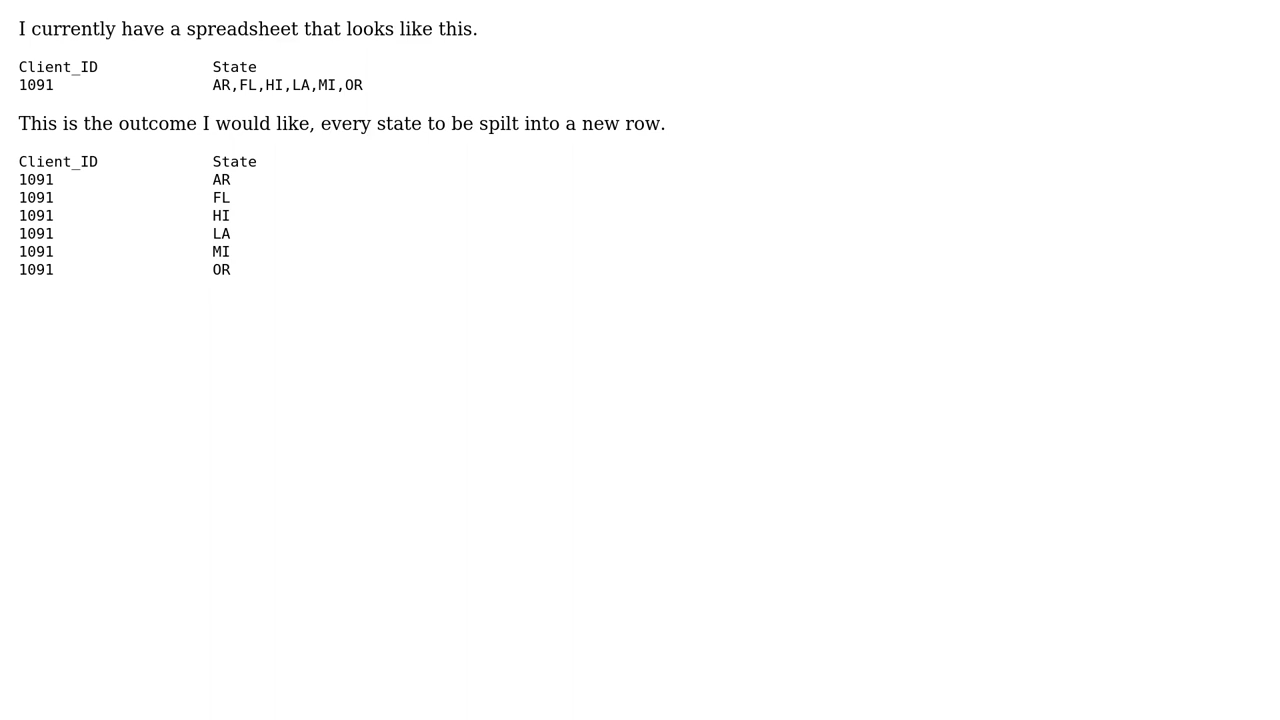 I currently have a spreadsheet that looks like this.
Client_ID State
1091 AR,FL,HI,LA,MI,OR
This is the outcome I would like, every state to be spilt into a new row.
Client_ID State
1091 AR
1091 FL
1091 HI
1091 LA
1091 MI
1091 OR